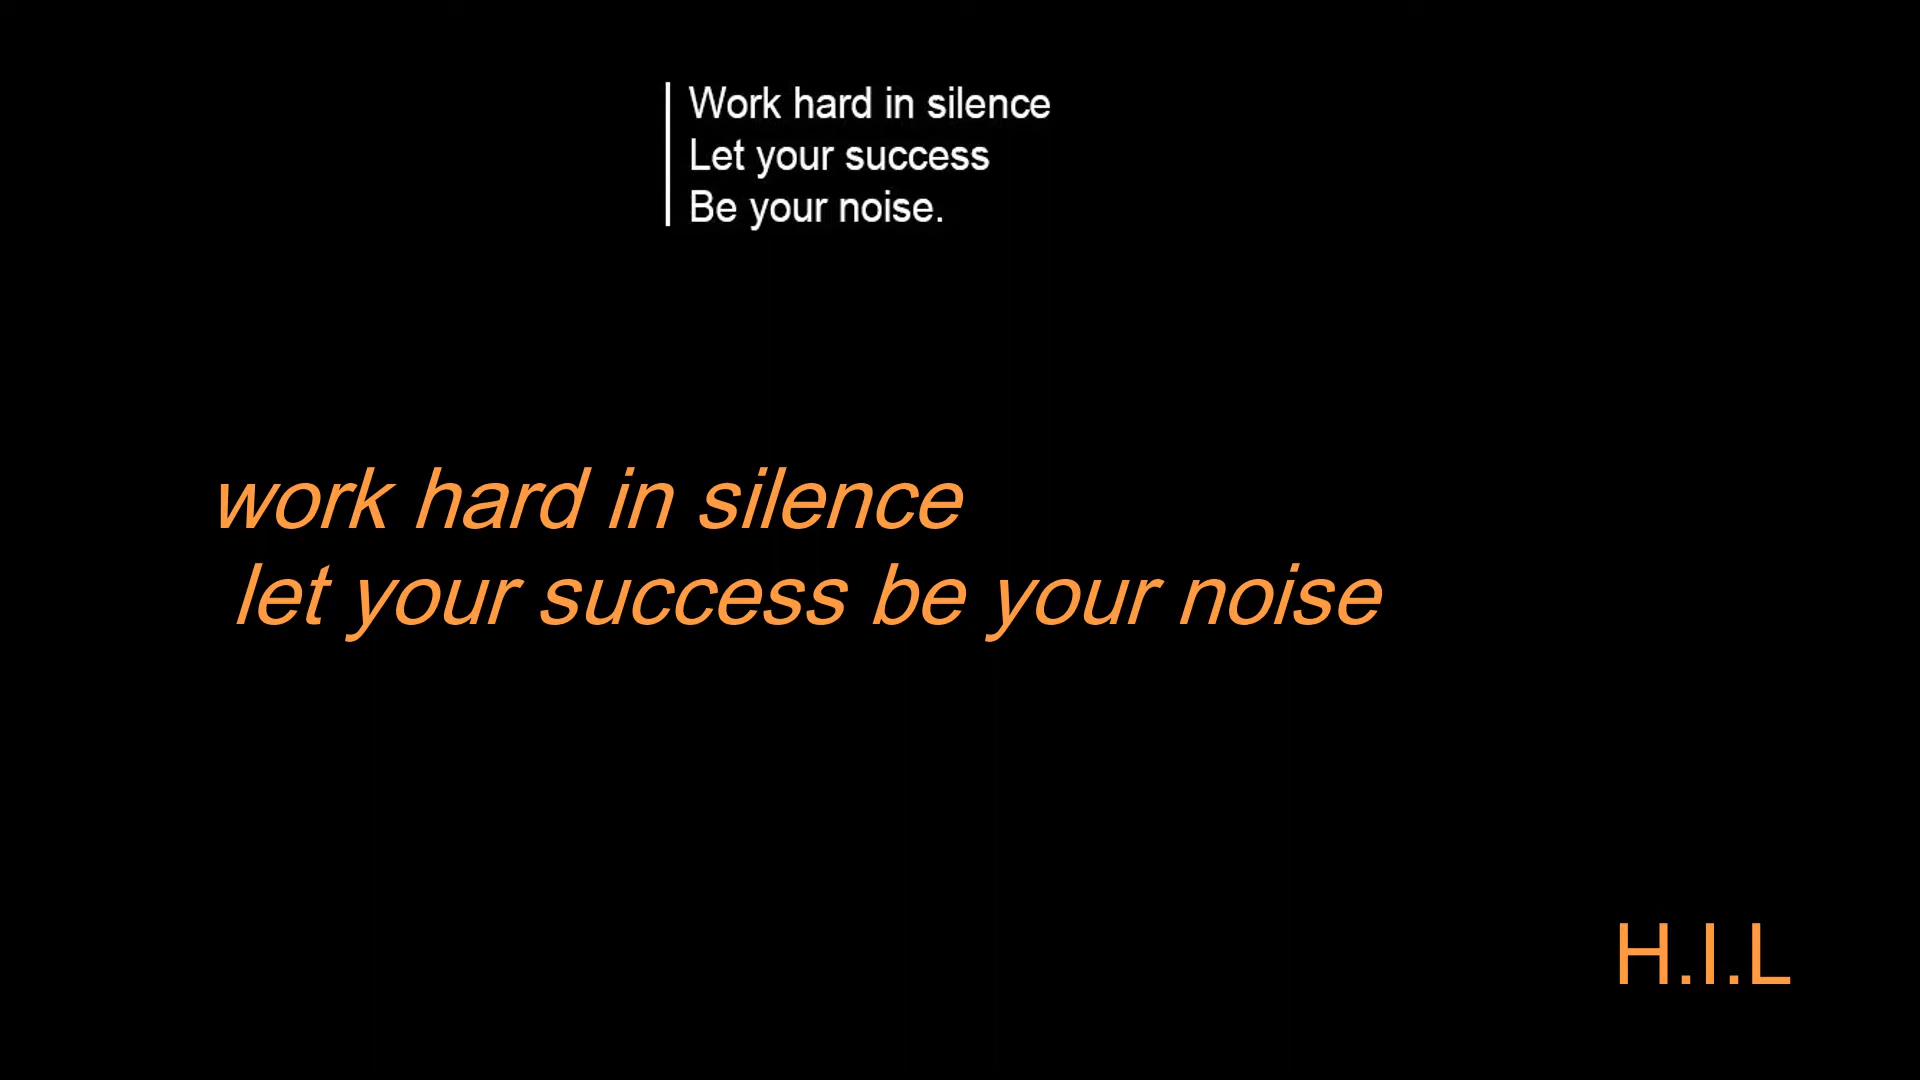 Work hard in silence
Let your success
Be your noise.
work hard in silence
let your success be your noise
H.I.L